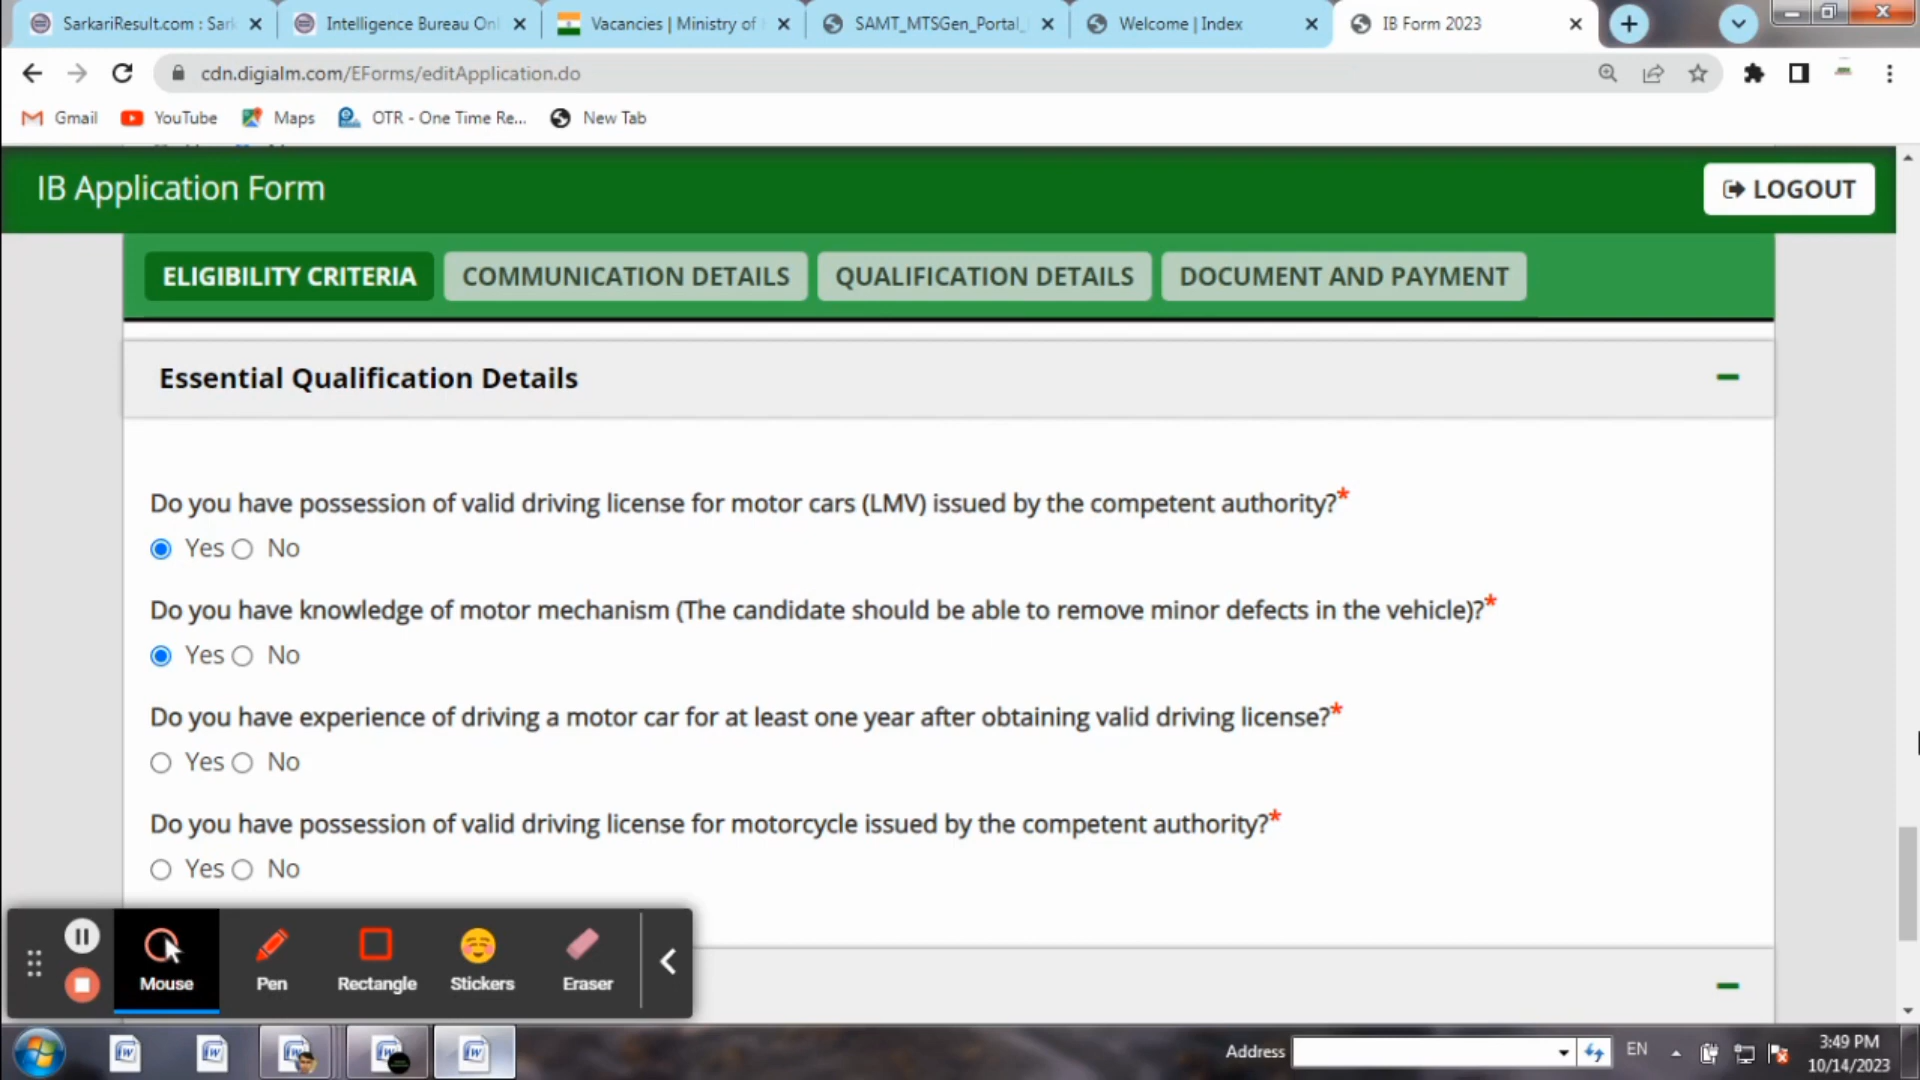 SarkariResult.com : Sar
Intelligence Bureau On
Vacancies | Ministry of
SAMT_MTSGen_Portal_
Welcome | Index
IB Form 2023
cdn.digialm.com/EForms/editApplication.do
Gmail
YouTube
Maps
OTR - One Time Re...
New Tab
IB Application Form
LOGOUT
ELIGIBILITY CRITERIA
COMMUNICATION DETAILS
QUALIFICATION DETAILS
DOCUMENT AND PAYMENT
Essential Qualification Details
Do you have possession of valid driving license for motor cars (LMV) issued by the competent authority?*
Yes No
Do you have knowledge of motor mechanism (The candidate should be able to remove minor defects in the vehicle)?*
Yes No
Do you have experience of driving a motor car for at least one year after obtaining valid driving license?*
Yes No
Do you have possession of valid driving license for motorcycle issued by the competent authority?*
Yes No
Mouse
Pen
Rectangle
Stickers
Eraser
Address
EN
3:49 PM
10/14/2023